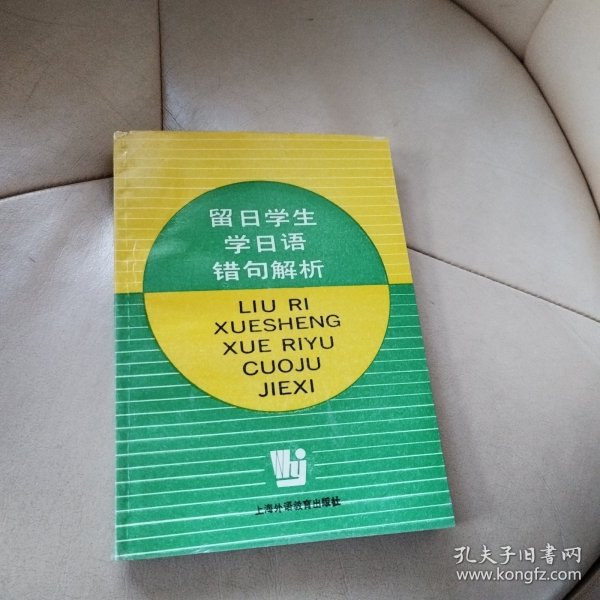 留日学生
学日语
错句解析
LIU RI
XUESHENG
XUE RIYU
CUOJU
JIEXI
Why
上海外语教育出版社
孔夫子旧书网
www.kongfz.com